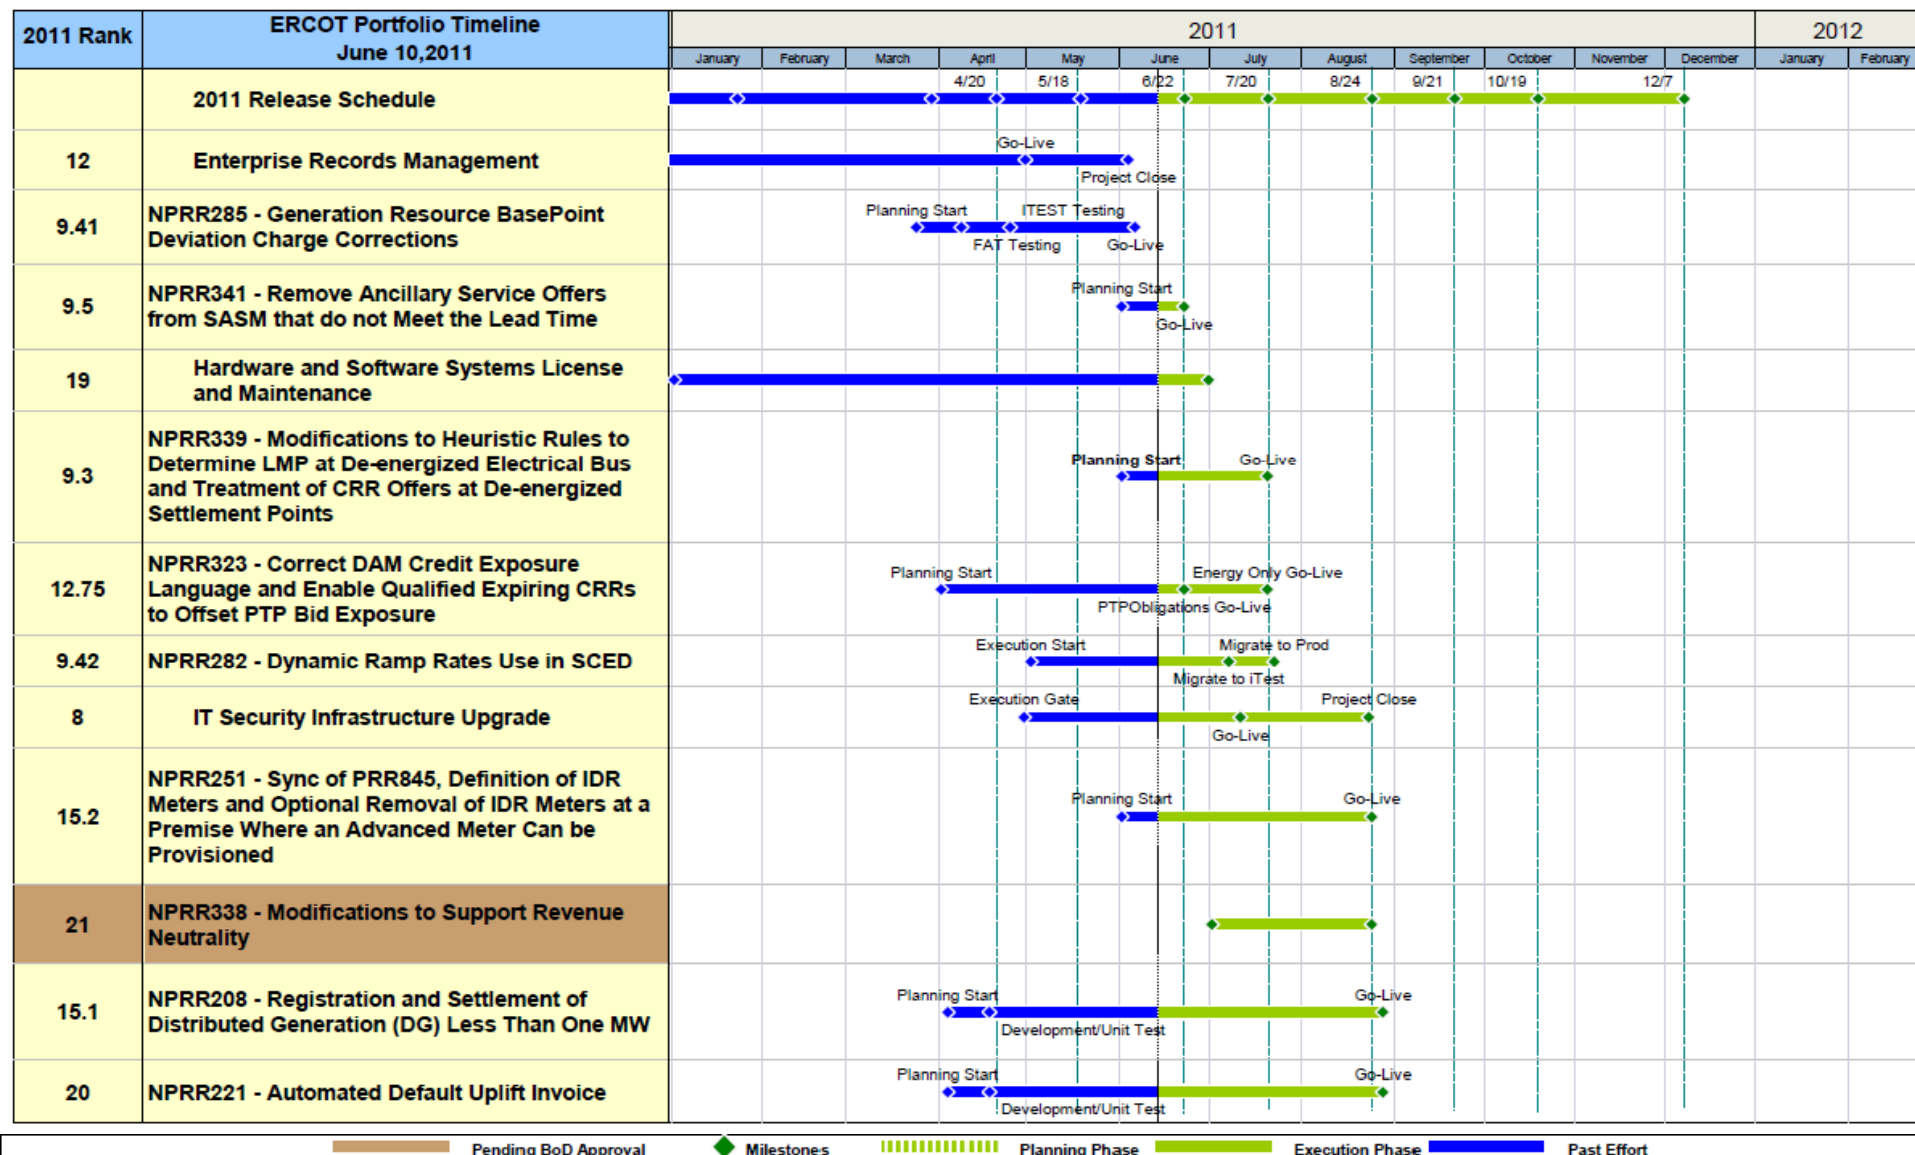 2011 Rank
ERCOT Portfolio Timeline
June 10,2011
2011
2012
January February March April May June July August September October November December January February
4/20 5/18 6/22 7/20 8/24 9/21 10/19 12/7
2011 Release Schedule
12
Enterprise Records Management
Go-Live
Project Close
9.41
NPRR285 - Generation Resource BasePoint
Deviation Charge Corrections
Planning Start ITEST Testing
FAT Testing Go-Live
9.5
NPRR341 - Remove Ancillary Service Offers
from SASM that do not Meet the Lead Time
Planning Start
Go-Live
19
Hardware and Software Systems License
and Maintenance
9.3
NPRR339 - Modifications to Heuristic Rules to
Determine LMP at De-energized Electrical Bus
and Treatment of CRR Offers at De-energized
Settlement Points
Planning Start Go-Live
12.75
NPRR323 - Correct DAM Credit Exposure
Language and Enable Qualified Expiring CRRs
to Offset PTP Bid Exposure
Planning Start Energy Only Go-Live
PTPObligations Go-Live
9.42
NPRR282 - Dynamic Ramp Rates Use in SCED
Execution Start Migrate to Prod
Migrate to iTest
8
IT Security Infrastructure Upgrade
Execution Gate Project Close
Go-Live
15.2
NPRR251 - Sync of PRR845, Definition of IDR
Meters and Optional Removal of IDR Meters at a
Premise Where an Advanced Meter Can be
Provisioned
Planning Start Go-Live
21
NPRR338 - Modifications to Support Revenue
Neutrality
15.1
NPRR208 - Registration and Settlement of
Distributed Generation (DG) Less Than One MW
Planning Start Go-Live
Development/Unit Test
20
NPRR221 - Automated Default Uplift Invoice
Planning Start Go-Live
Development/Unit Test
Pending BoD Approval Milestones Planning Phase Execution Phase Past Effort